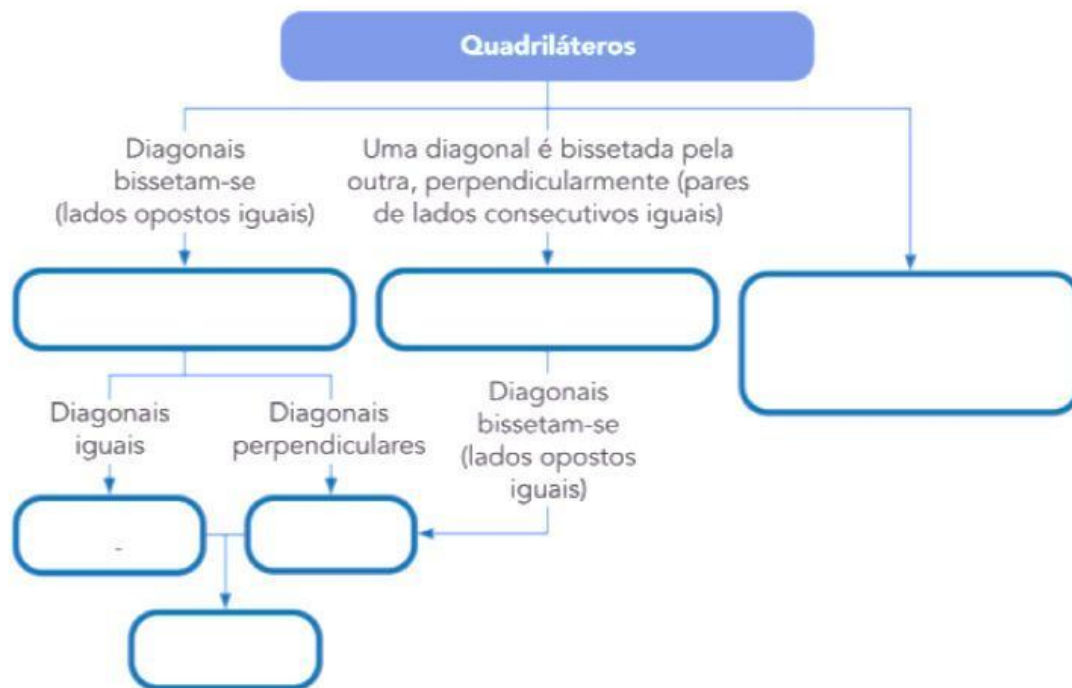 Quadriláteros
Diagonais
bissetam-se
(lados opostos iguais)
Uma diagonal é bissetada pela
outra, perpendicularmente (pares
de lados consecutivos iguais)
Diagonais
iguais
Diagonais
perpendiculares
Diagonais
bissetam-se
(lados opostos
iguais)
-